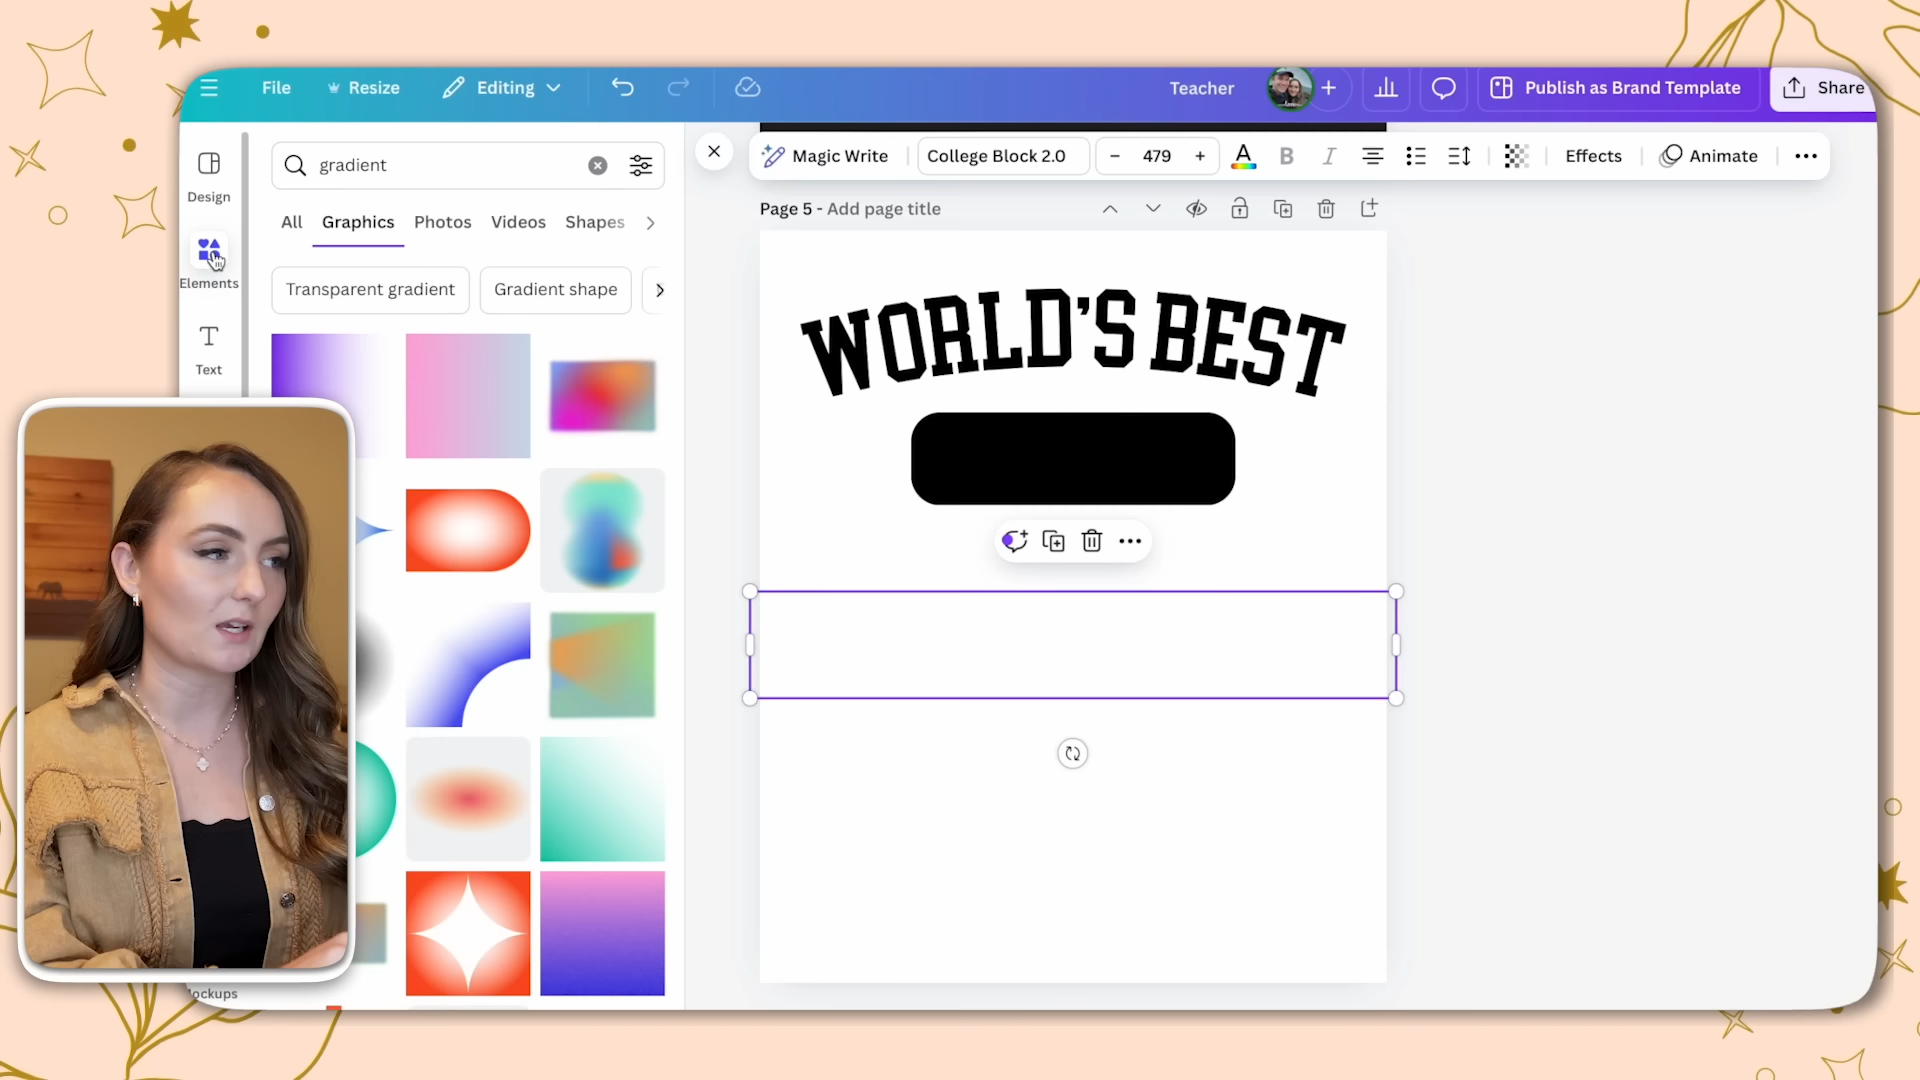 File
Resize
Editing
Teacher
Publish as Brand Template
Share
Design
Elements
Text
gradient
All
Graphics
Photos
Videos
Shapes
Transparent gradient
Gradient shape
Magic Write
College Block 2.0
– 479 +
A
B
I
Effects
Animate
Page 5 - Add page title
WORLD'S BEST
ockups